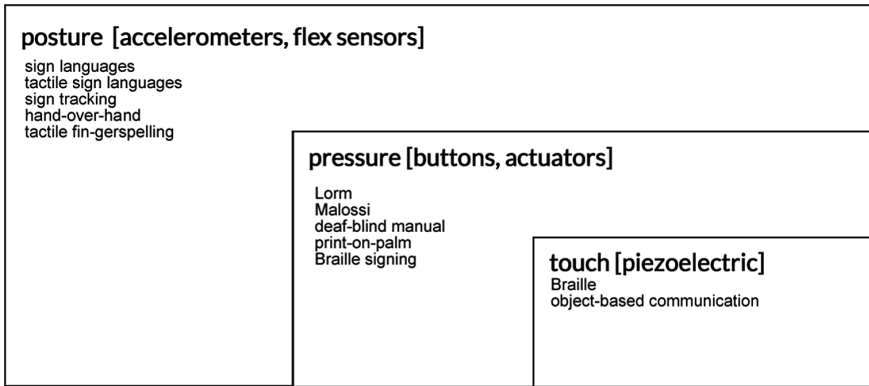 posture [accelerometers, flex sensors]
sign languages
tactile sign languages
sign tracking
hand-over-hand
tactile fin-gerspelling
pressure [buttons, actuators]
Lorm
Malossi
deaf-blind manual
print-on-palm
Braille signing
touch [piezoelectric]
Braille
object-based communication